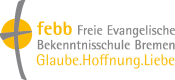 febb Freie Evangelische
Bekenntnisschule Bremen
Glaube.Hoffnung.Liebe